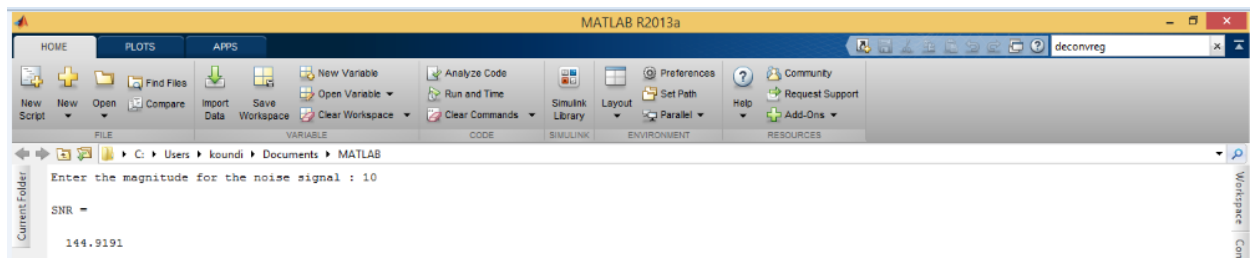 MATLAB R2013a
HOME PLOTS APPS deconvreg
New Script New Open Find Files Compare Import Data Save Workspace New Variable Open Variable Clear Workspace Analyze Code Run and Time Clear Commands Simulink Library Layout Preferences Set Path Parallel Help Community Request Support Add-Ons
FILE VARIABLE CODE SIMULINK ENVIRONMENT RESOURCES
C: Users koundi Documents MATLAB
Current Folder
Enter the magnitude for the noise signal : 10
SNR =
144.9191
Workspace